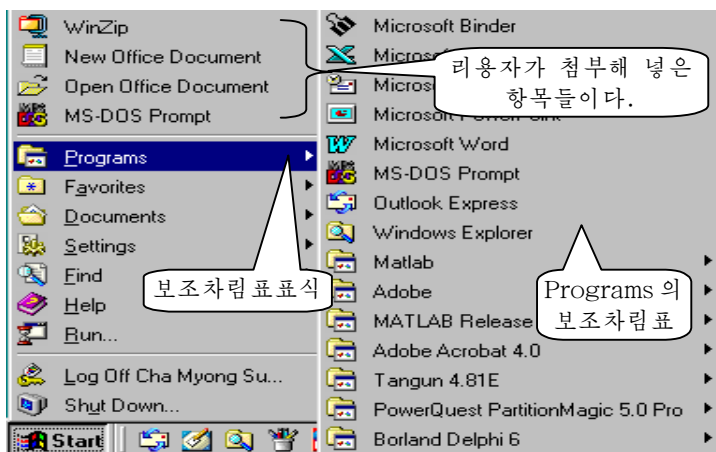 WinZip
New Office Document
Open Office Document
MS-DOS Prompt
Programs
Favorites
Documents
Settings
Find
Help
Run...
Log Off Cha Myong Su...
Shut Down...
Start
Microsoft Binder
Microsoft
리용자가 첨부해 넣은
항목들이다.
Microsoft Word
MS-DOS Prompt
Outlook Express
Windows Explorer
Matlab
Adobe
MATLAB Release
Adobe Acrobat 4.0
Tangun 4.81E
PowerQuest PartitionMagic 5.0 Pro
Borland Delphi 6
보조차림표표식
Programs 의
보조차림표